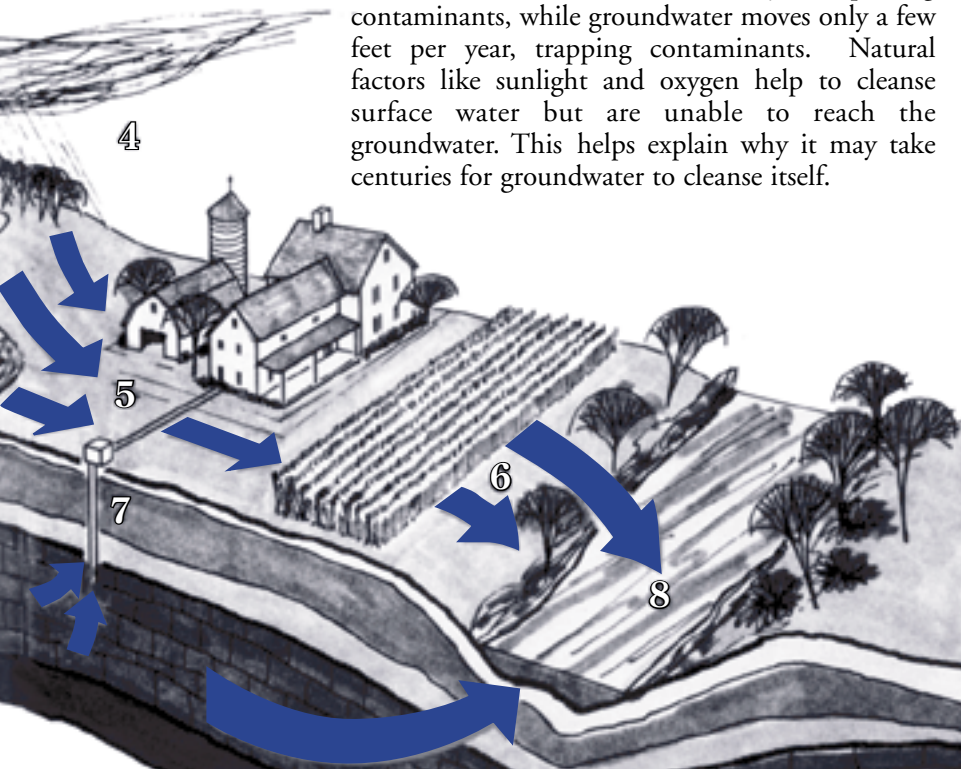 contaminants, while groundwater moves only a few
feet per year, trapping contaminants. Natural
factors like sunlight and oxygen help to cleanse
surface water but are unable to reach the
groundwater. This helps explain why it may take
centuries for groundwater to cleanse itself.
4
5
6
7
8